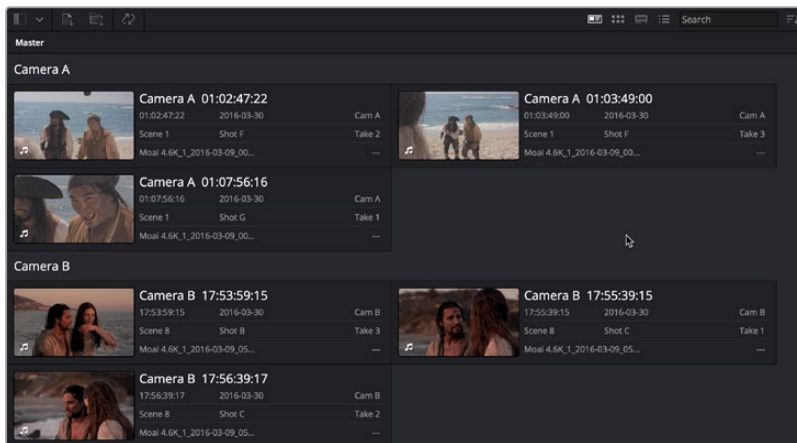 Search
Master
Camera A
Camera A 01:02:47:22
01:02:47:22 2016-03-30 Cam A
Scene 1 Shot F Take 2
Moai 4.6K_1_2016-03-09_00... ---
Camera A 01:03:49:00
01:03:49:00 2016-03-30 Cam A
Scene 1 Shot F Take 3
Moai 4.6K_1_2016-03-09_00... ---
Camera A 01:07:56:16
01:07:56:16 2016-03-30 Cam A
Scene 1 Shot G Take 1
Moai 4.6K_1_2016-03-09_00... ---
Camera B
Camera B 17:53:59:15
17:53:59:15 2016-03-30 Cam B
Scene 8 Shot B Take 3
Moai 4.6K_1_2016-03-09_05... ---
Camera B 17:55:39:15
17:55:39:15 2016-03-30 Cam B
Scene 8 Shot C Take 1
Moai 4.6K_1_2016-03-09_05... ---
Camera B 17:56:39:17
17:56:39:17 2016-03-30 Cam B
Scene 8 Shot C Take 2
Moai 4.6K_1_2016-03-09_05... ---